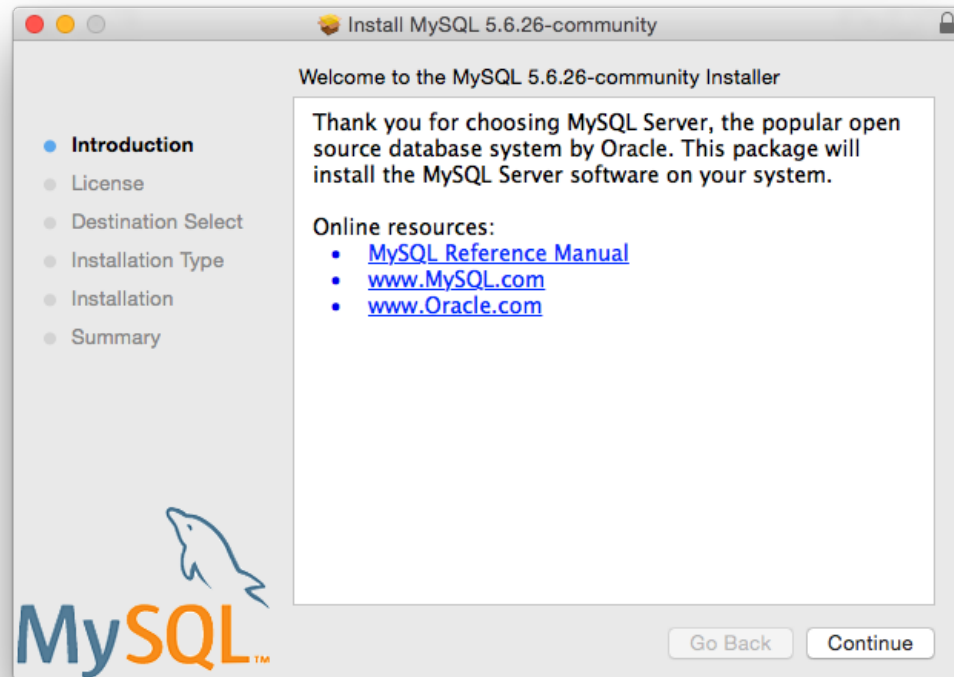 Install MySQL 5.6.26-community
Welcome to the MySQL 5.6.26-community Installer
Introduction
License
Destination Select
Installation Type
Installation
Summary
Thank you for choosing MySQL Server, the popular open
source database system by Oracle. This package will
install the MySQL Server software on your system.
Online resources:
• MySQL Reference Manual
• www.MySQL.com
• www.Oracle.com
MySQL™
Go Back
Continue